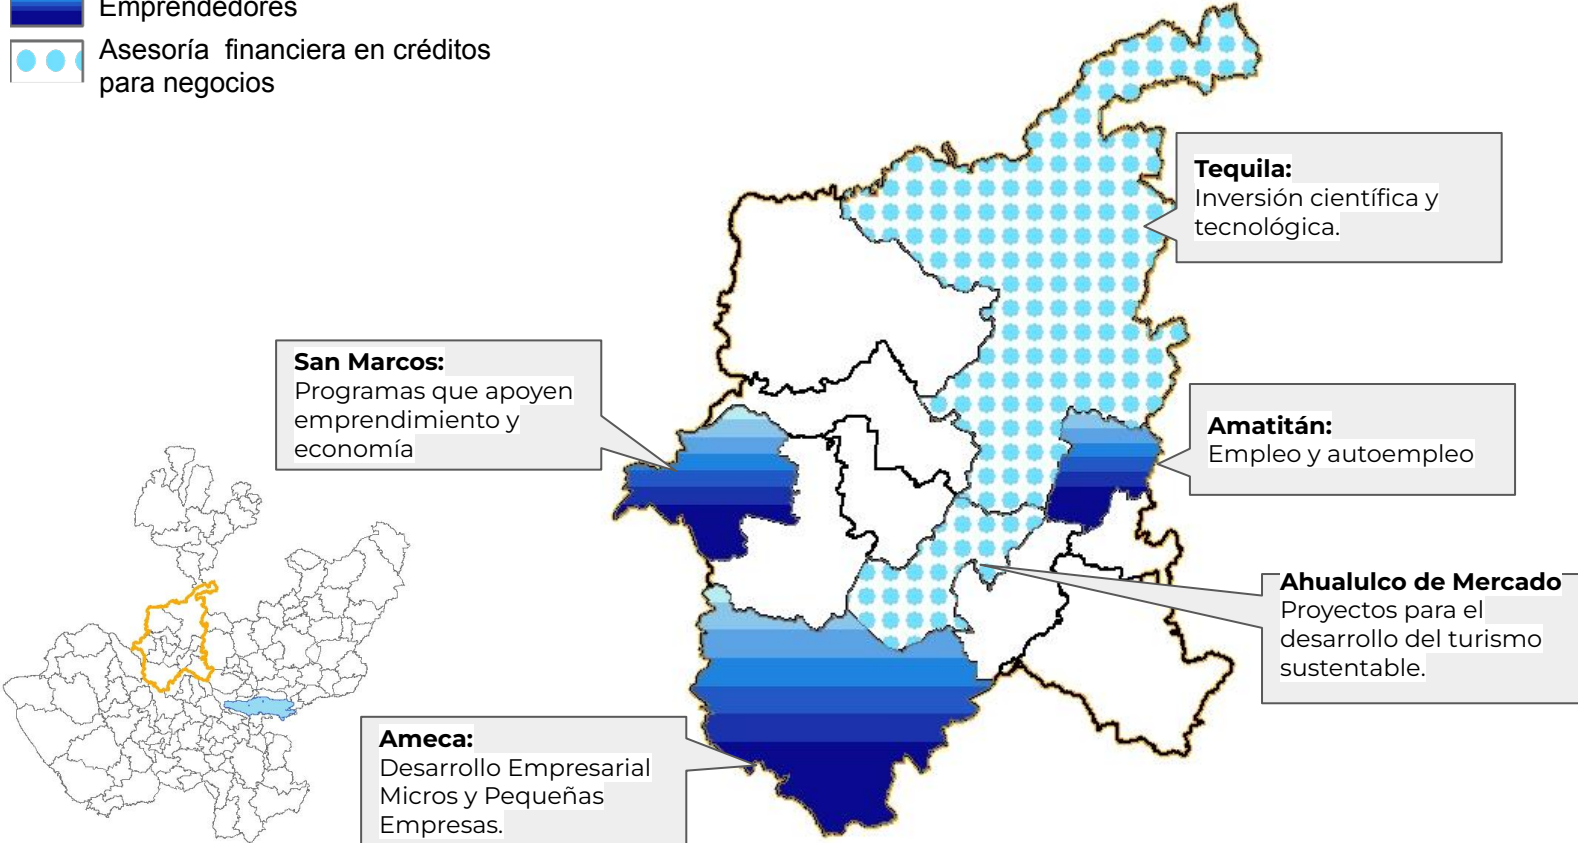 Emprendedores
Asesoría financiera en créditos
para negocios
Tequila:
Inversión científica y
tecnológica.
San Marcos:
Programas que apoyen
emprendimiento y
economía
Amatitán:
Empleo y autoempleo
Ahualulco de Mercado
Proyectos para el
desarrollo del turismo
sustentable.
Ameca:
Desarrollo Empresarial
Micros y Pequeñas
Empresas.